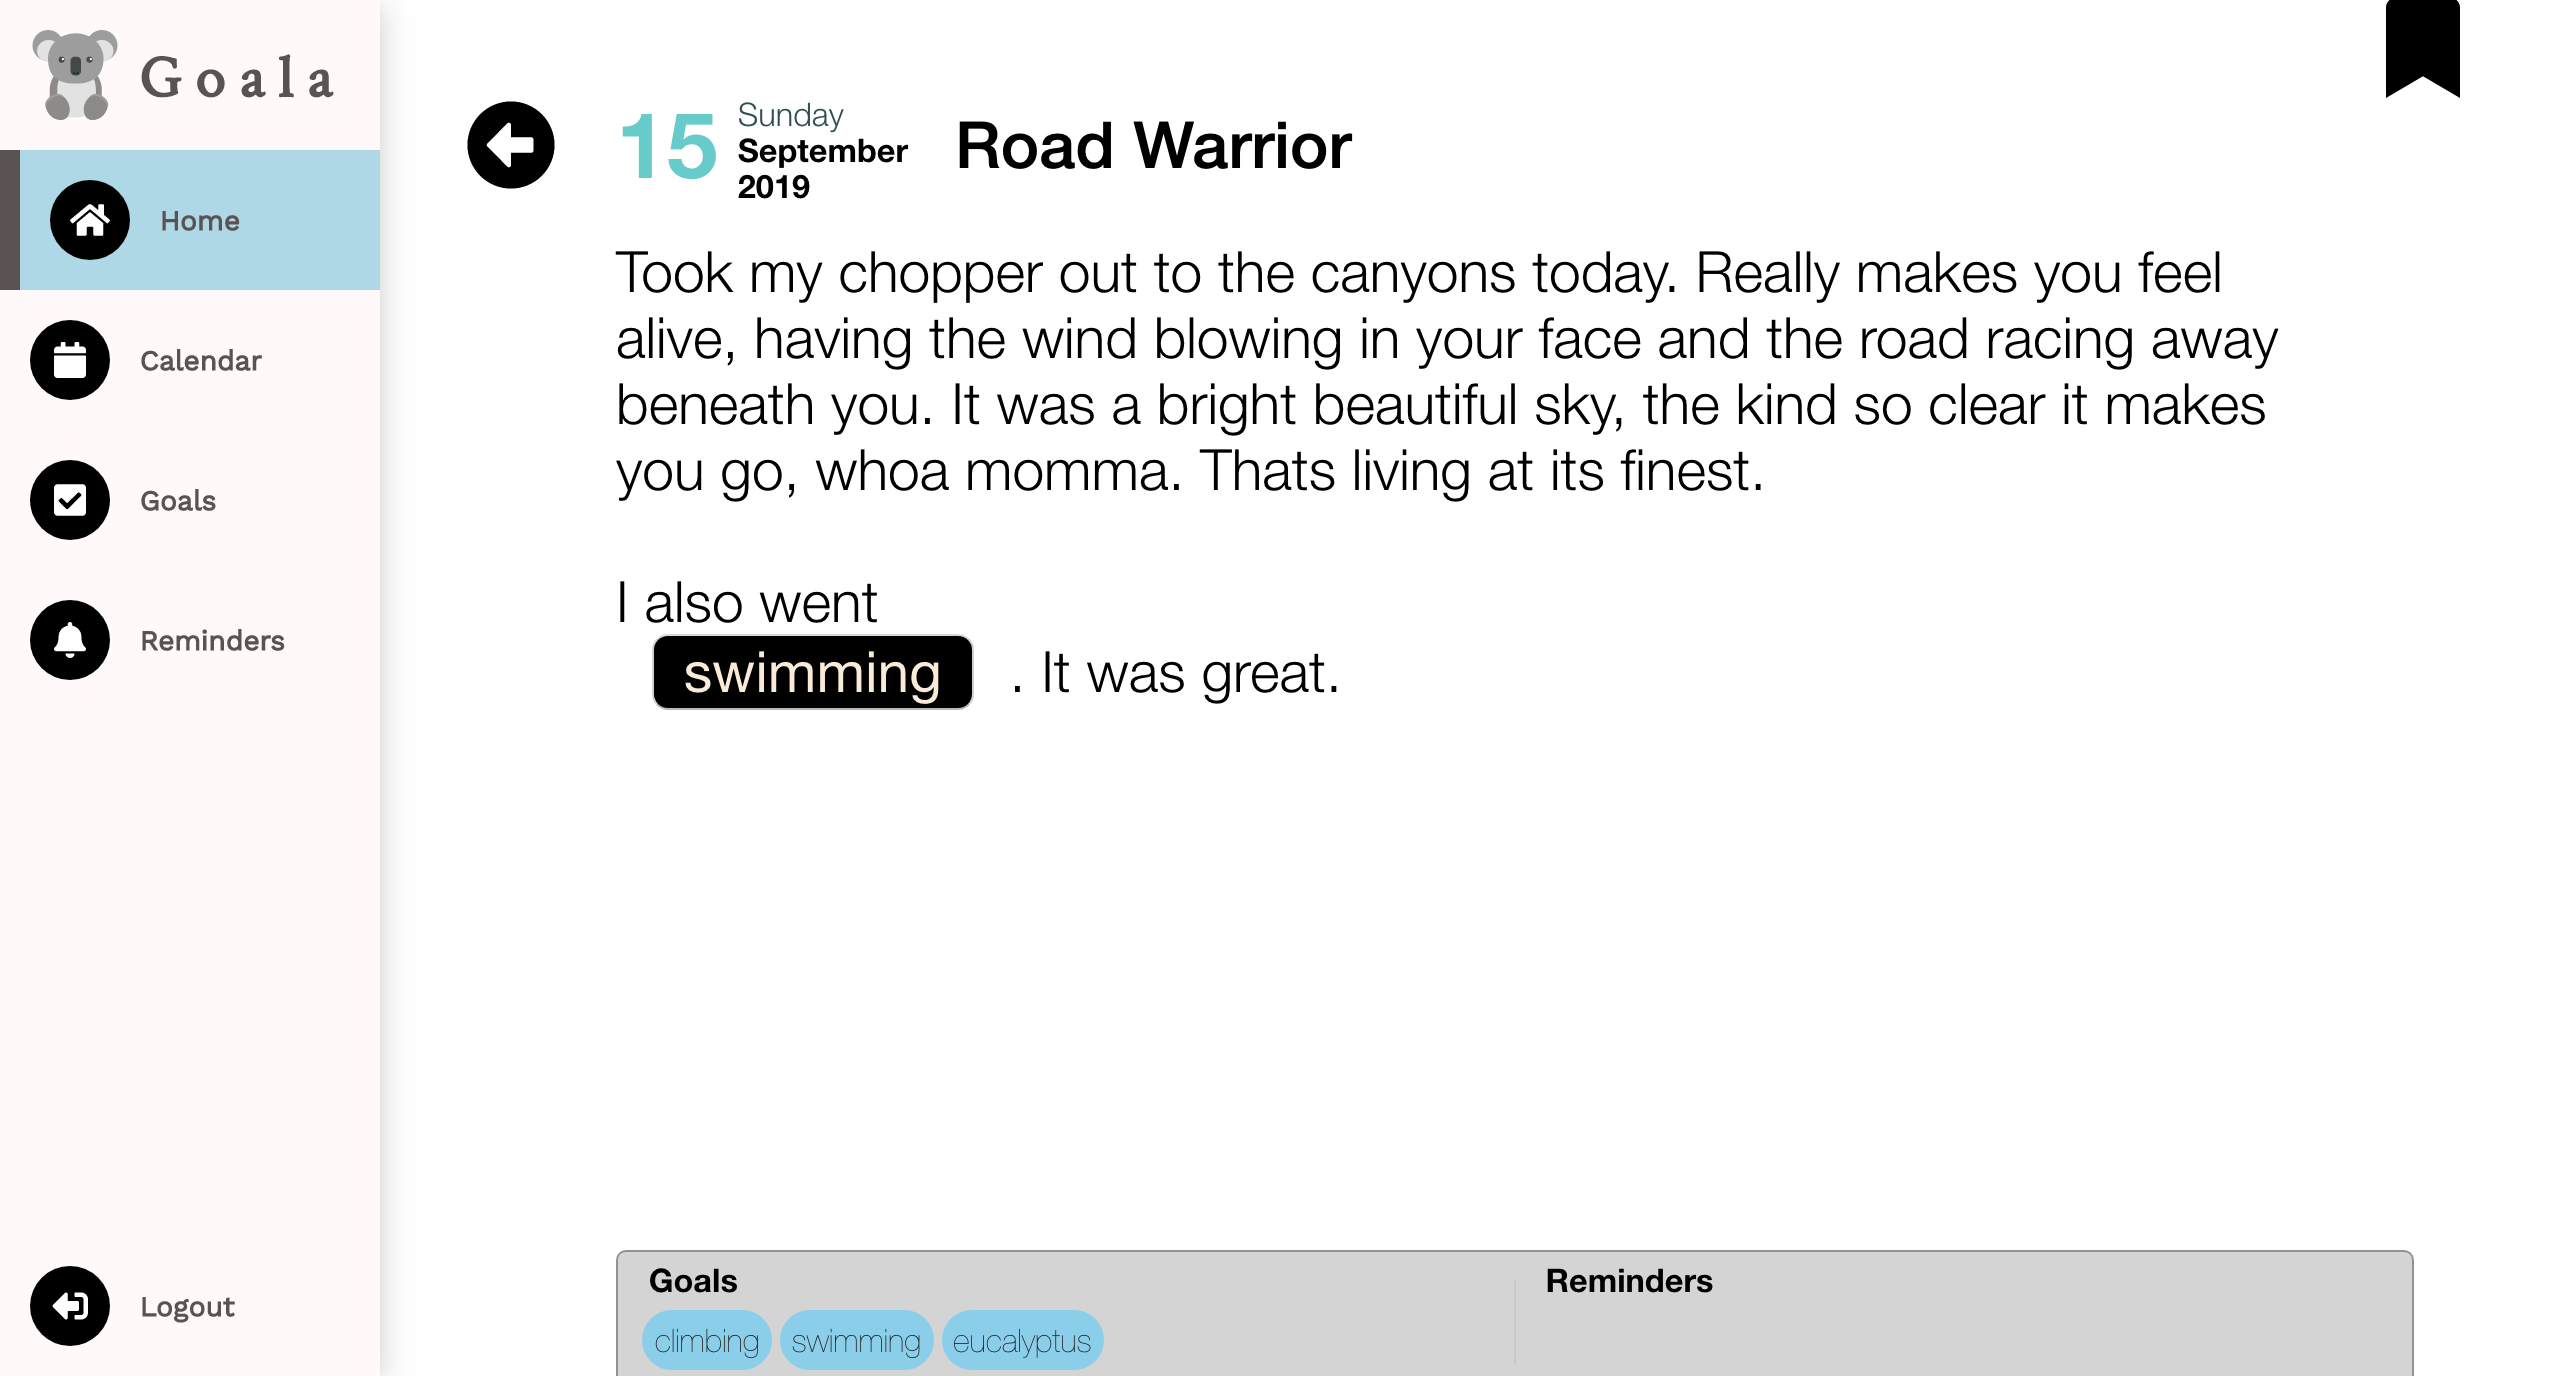 Goala
Home
Calendar
Goals
Reminders
Logout
15
Sunday
September
2019
Road Warrior
Took my chopper out to the canyons today. Really makes you feel
alive, having the wind blowing in your face and the road racing away
beneath you. It was a bright beautiful sky, the kind so clear it makes
you go, whoa momma. Thats living at its finest.
I also went
swimming . It was great.
Goals
climbing swimming eucalyptus
Reminders